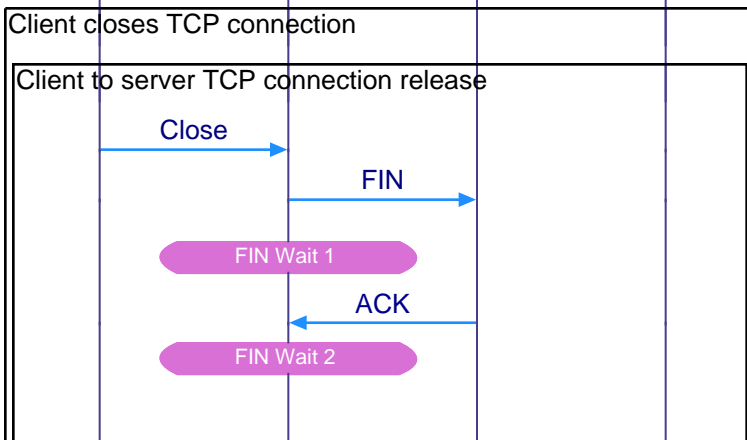 Client closes TCP connection
Client to server TCP connection release
Close
FIN
FIN Wait 1
ACK
FIN Wait 2